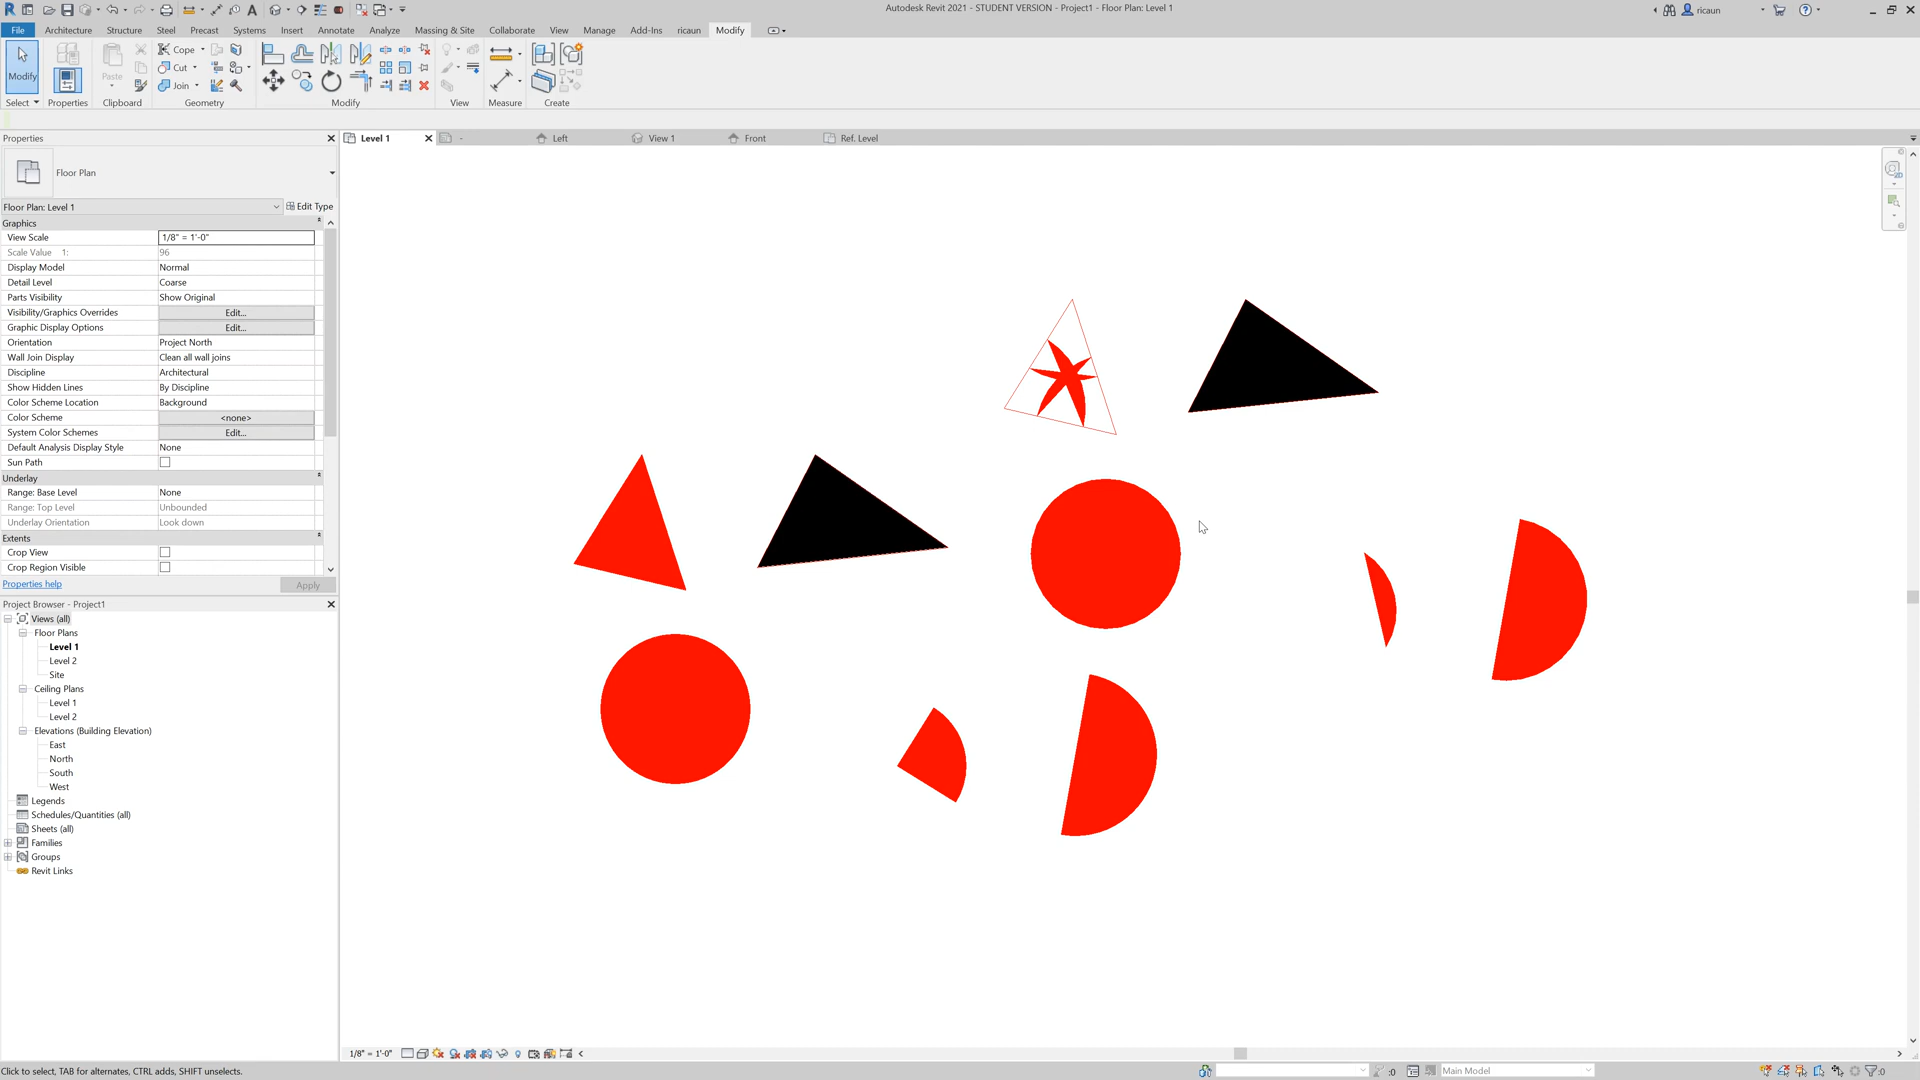 Autodesk Revit 2021 - STUDENT VERSION - Project1 - Floor Plan: Level 1
ricaun
File Architecture Structure Steel Precast Systems Insert Annotate Analyze Massing & Site Collaborate View Manage Add-Ins ricaun Modify
Cope
Cut
Modify Paste Join
Select Properties Clipboard Geometry Modify View Measure Create
Properties
Level 1 - Left View 1 Front Ref. Level
Floor Plan
Floor Plan: Level 1 Edit Type
Graphics
View Scale 1/8" = 1'-0"
Scale Value 1: 96
Display Model Normal
Detail Level Coarse
Parts Visibility Show Original
Visibility/Graphics Overrides Edit...
Graphic Display Options Edit...
Orientation Project North
Wall Join Display Clean all wall joins
Discipline Architectural
Show Hidden Lines By Discipline
Color Scheme Location Background
Color Scheme <none>
System Color Schemes Edit...
Default Analysis Display Style None
Sun Path
Underlay
Range: Base Level None
Range: Top Level Unbounded
Underlay Orientation Look down
Extents
Crop View
Crop Region Visible
Properties help Apply
Project Browser - Project1
Views (all)
Floor Plans
Level 1
Level 2
Site
Ceiling Plans
Level 1
Level 2
Elevations (Building Elevation)
East
North
South
West
Legends
Schedules/Quantities (all)
Sheets (all)
Families
Groups
Revit Links
1/8" = 1'-0"
Click to select, TAB for alternates, CTRL adds, SHIFT unselects.
:0 Main Model :0